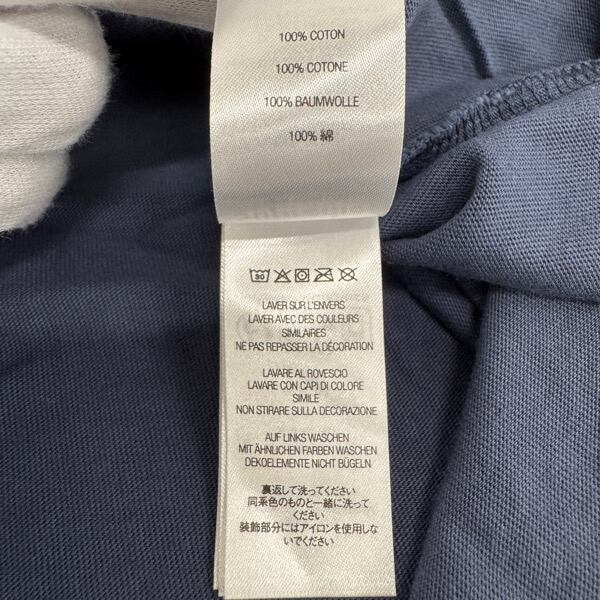 100% COTON
100% COTONE
100% BAUMWOLLE
100% 綿
30
LAVER SUR L'ENVERS
LAVER AVEC DES COULEURS
SIMILAIRES
NE PAS REPASSER LA DÉCORATION
LAVARE AL ROVESCIO
LAVARE CON CAPI DI COLORE
SIMILE
NON STIRARE SULLA DECORAZIONE
AUF LINKS WASCHEN
MIT ÄHNLICHEN FARBEN WASCHEN
DEKOELEMENTE NICHT BÜGELN
裏返して洗ってください
同系色のものと一緒に洗って
ください
装飾部分にはアイロンを使用しな
いでください